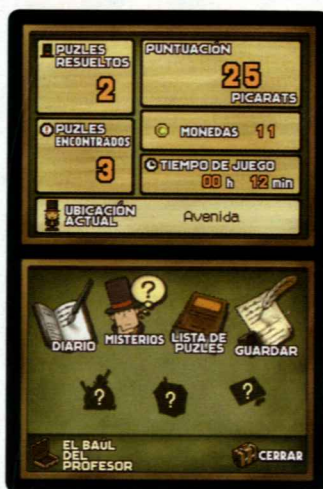 PUZLES
RESUELTOS
2
PUNTUACIÓN
25
PICARATS
PUZLES
ENCONTRADOS
3
MONEDAS 11
TIEMPO DE JUEGO
00 h 12 min
UBICACIÓN
ACTUAL
Avenida
DIARIO
MISTERIOS
?
LISTA DE
PUZLES
GUARDAR
?
?
?
EL BAÚL
DEL
PROFESOR
CERRAR